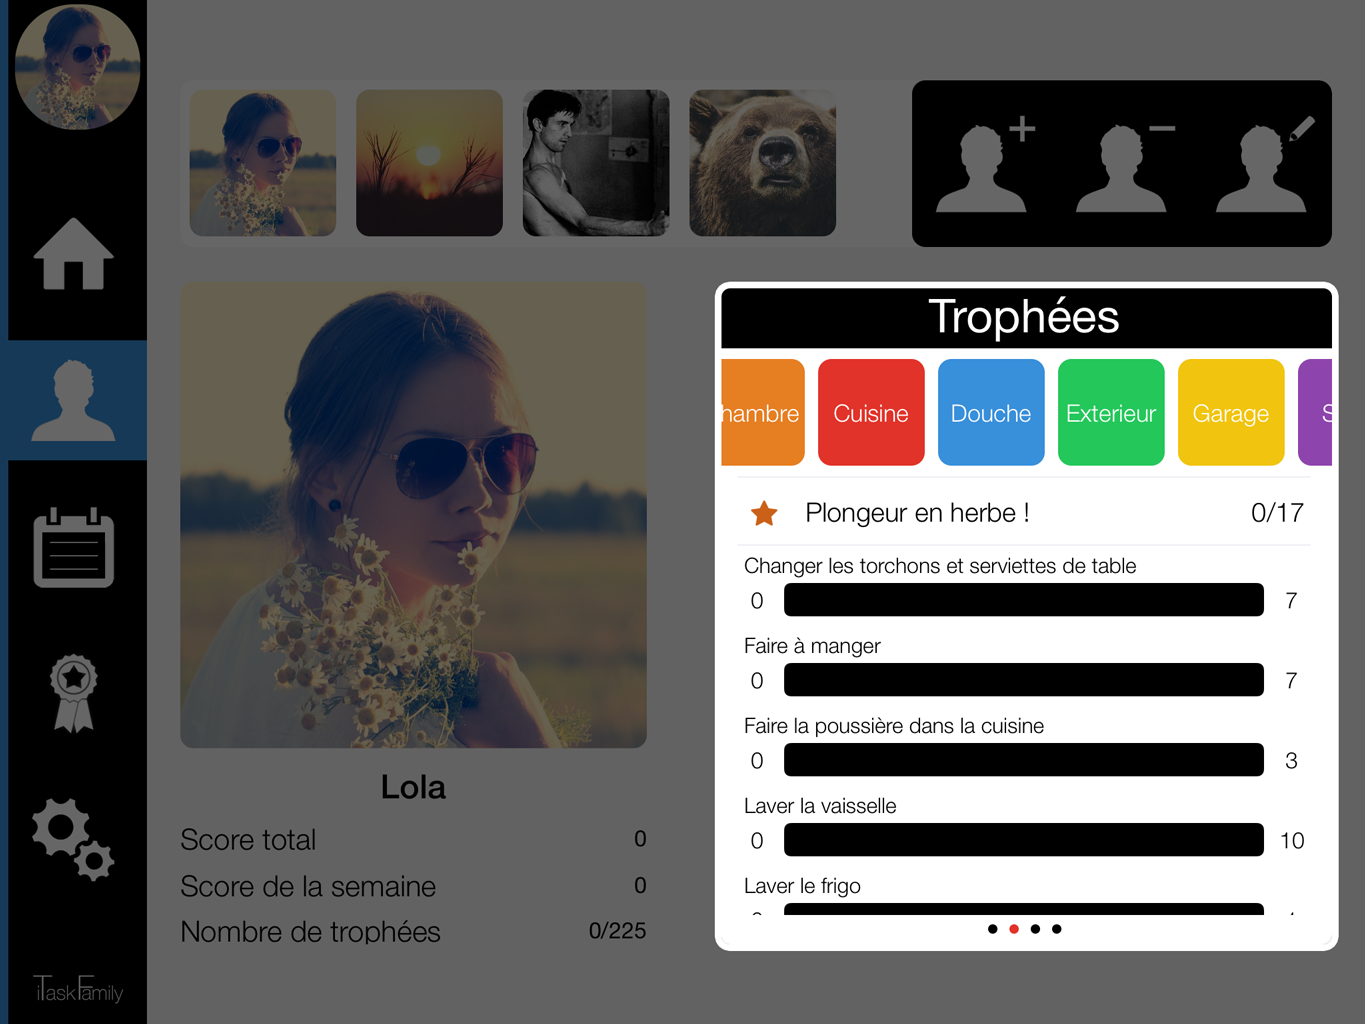 Trophées
hambre
Cuisine
Douche
Exterieur
Garage
S
Plongeur en herbe ! 0/17
Changer les torchons et serviettes de table
0 7
Faire à manger
0 7
Faire la poussière dans la cuisine
0 3
Laver la vaisselle
0 10
Laver le frigo
Lola
Score total 0
Score de la semaine 0
Nombre de trophées 0/225
iTaskFamily